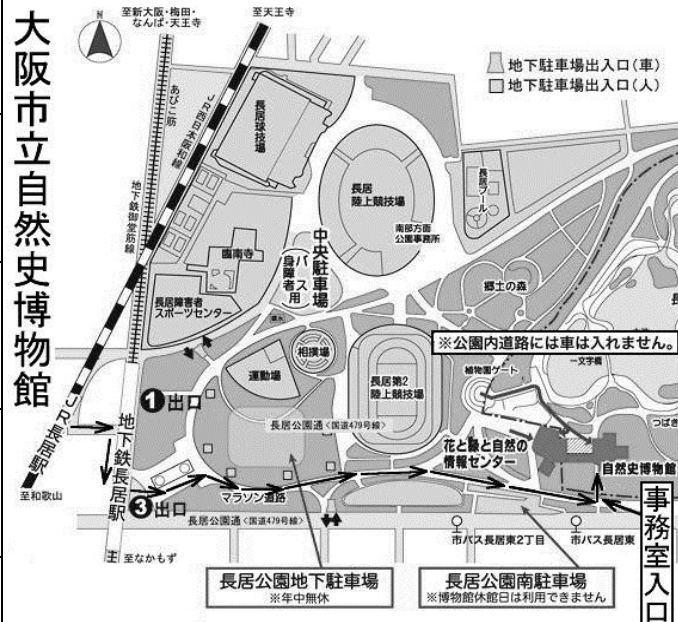 大阪市立自然史博物館
N
至新大阪・梅田・
なんば・天王寺
至天王寺
地下駐車場出入口(車)
地下駐車場出入口(人)
あびこ筋
JR西日本阪和線
地下鉄御堂筋線
長居球技場
長居
陸上競技場
南部方面
公園事務所
長居プール
臨南寺
中央駐車場
バス用
身障者
郷土の森
長居障害者
スポーツセンター
※公園内道路には車は入れません。
相撲場
運動場
長居第2
陸上競技場
植物園ゲート
一文字橋
つばき
❶出口
長居公園通<国道479号線>
花と緑と自然の
情報センター
自然史博物館
JR長居駅
地下鉄長居駅
至和歌山
❸出口
マラソン道路
長居公園通<国道479号線>
事務室入口
市バス長居東2丁目
市バス長居東
至なかもず
長居公園地下駐車場
※年中無休
長居公園南駐車場
※博物館休館日は利用できません